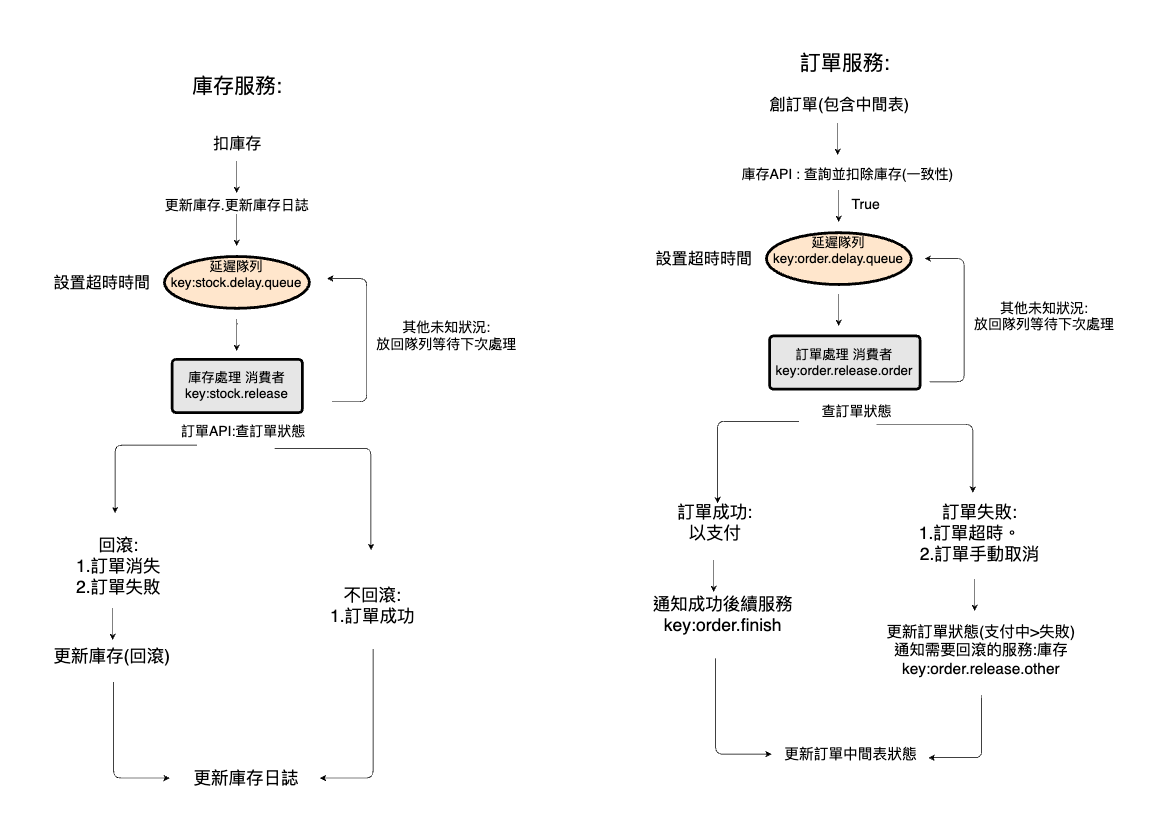 庫存服務:
扣庫存
更新庫存.更新庫存日誌
設置超時時間
延遲隊列
key:stock.delay.queue
其他未知狀況:
放回隊列等待下次處理
庫存處理 消費者
key:stock.release
訂單API:查訂單狀態
回滾:
1.訂單消失
2.訂單失敗
更新庫存(回滾)
不回滾:
1.訂單成功
更新庫存日誌
訂單服務:
創訂單(包含中間表)
庫存API : 查詢並扣除庫存(一致性)
True
設置超時時間
延遲隊列
key:order.delay.queue
其他未知狀況:
放回隊列等待下次處理
訂單處理 消費者
key:order.release.order
查訂單狀態
訂單成功:
以支付
通知成功後續服務
key:order.finish
訂單失敗:
1.訂單超時。
2.訂單手動取消
更新訂單狀態(支付中>失敗)
通知需要回滾的服務:庫存
key:order.release.other
更新訂單中間表狀態